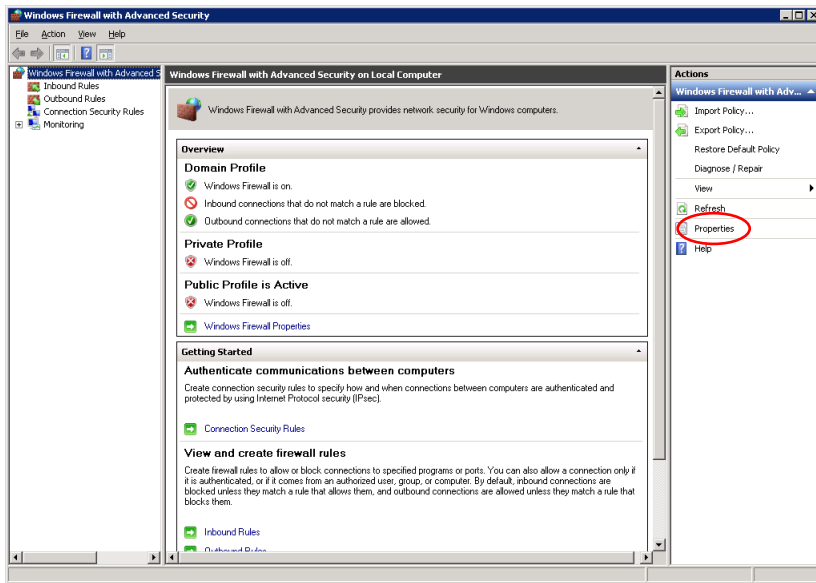 Windows Firewall with Advanced Security
File Action View Help
Windows Firewall with Advanced S
Inbound Rules
Outbound Rules
Connection Security Rules
Monitoring
Windows Firewall with Advanced Security on Local Computer
Windows Firewall with Advanced Security provides network security for Windows computers.
Overview
Domain Profile
Windows Firewall is on.
Inbound connections that do not match a rule are blocked.
Outbound connections that do not match a rule are allowed.
Private Profile
Windows Firewall is off.
Public Profile is Active
Windows Firewall is off.
Windows Firewall Properties
Getting Started
Authenticate communications between computers
Create connection security rules to specify how and when connections between computers are authenticated and
protected by using Internet Protocol security (IPsec).
Connection Security Rules
View and create firewall rules
Create firewall rules to allow or block connections to specified programs or ports. You can also allow a connection only if
it is authenticated, or if it comes from an authorized user, group, or computer. By default, inbound connections are
blocked unless they match a rule that allows them, and outbound connections are allowed unless they match a rule that
blocks them.
Inbound Rules
Outbound Rules
Actions
Windows Firewall with Adv...
Import Policy...
Export Policy...
Restore Default Policy
Diagnose / Repair
View
Refresh
Properties
Help